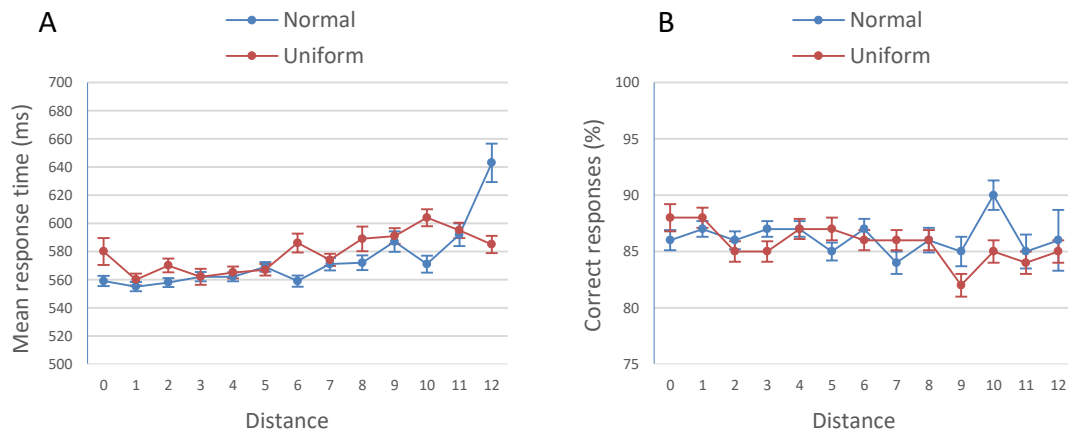 A
Normal
Uniform
Mean response time (ms)
700
680
660
640
620
600
580
560
540
520
500
0 1 2 3 4 5 6 7 8 9 10 11 12
Distance
B
Normal
Uniform
Correct responses (%)
100
95
90
85
80
75
0 1 2 3 4 5 6 7 8 9 10 11 12
Distance